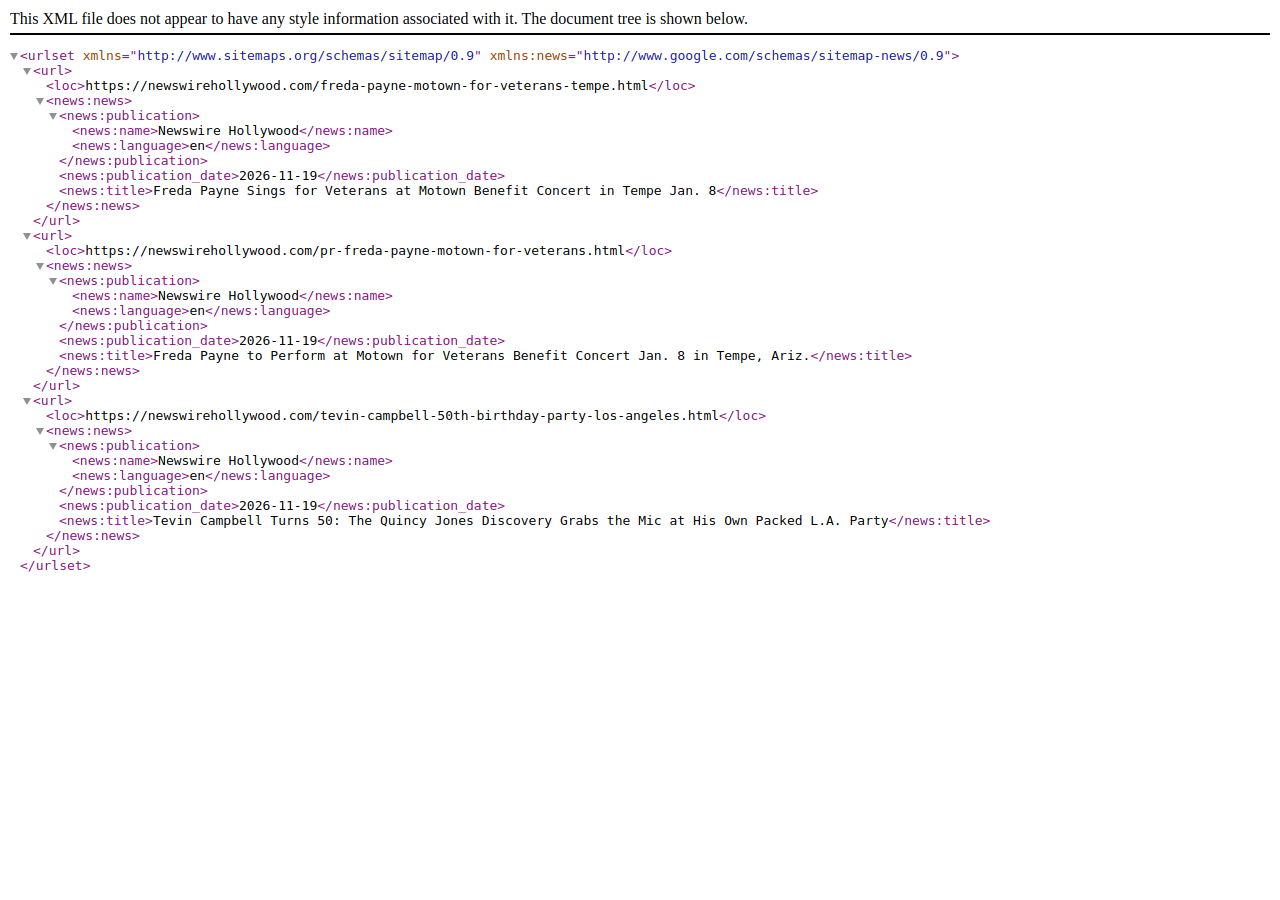 This XML file does not appear to have any style information associated with it. The document tree is shown below.
<urlset xmlns="http://www.sitemaps.org/schemas/sitemap/0.9" xmlns:news="http://www.google.com/schemas/sitemap-news/0.9">
<url>
<loc>https://newswirehollywood.com/freda-payne-motown-for-veterans-tempe.html</loc>
<news:news>
<news:publication>
<news:name>Newswire Hollywood</news:name>
<news:language>en</news:language>
</news:publication>
<news:publication_date>2026-11-19</news:publication_date>
<news:title>Freda Payne Sings for Veterans at Motown Benefit Concert in Tempe Jan. 8</news:title>
</news:news>
</url>
<url>
<loc>https://newswirehollywood.com/pr-freda-payne-motown-for-veterans.html</loc>
<news:news>
<news:publication>
<news:name>Newswire Hollywood</news:name>
<news:language>en</news:language>
</news:publication>
<news:publication_date>2026-11-19</news:publication_date>
<news:title>Freda Payne to Perform at Motown for Veterans Benefit Concert Jan. 8 in Tempe, Ariz.</news:title>
</news:news>
</url>
<url>
<loc>https://newswirehollywood.com/tevin-campbell-50th-birthday-party-los-angeles.html</loc>
<news:news>
<news:publication>
<news:name>Newswire Hollywood</news:name>
<news:language>en</news:language>
</news:publication>
<news:publication_date>2026-11-19</news:publication_date>
<news:title>Tevin Campbell Turns 50: The Quincy Jones Discovery Grabs the Mic at His Own Packed L.A. Party</news:title>
</news:news>
</url>
</urlset>